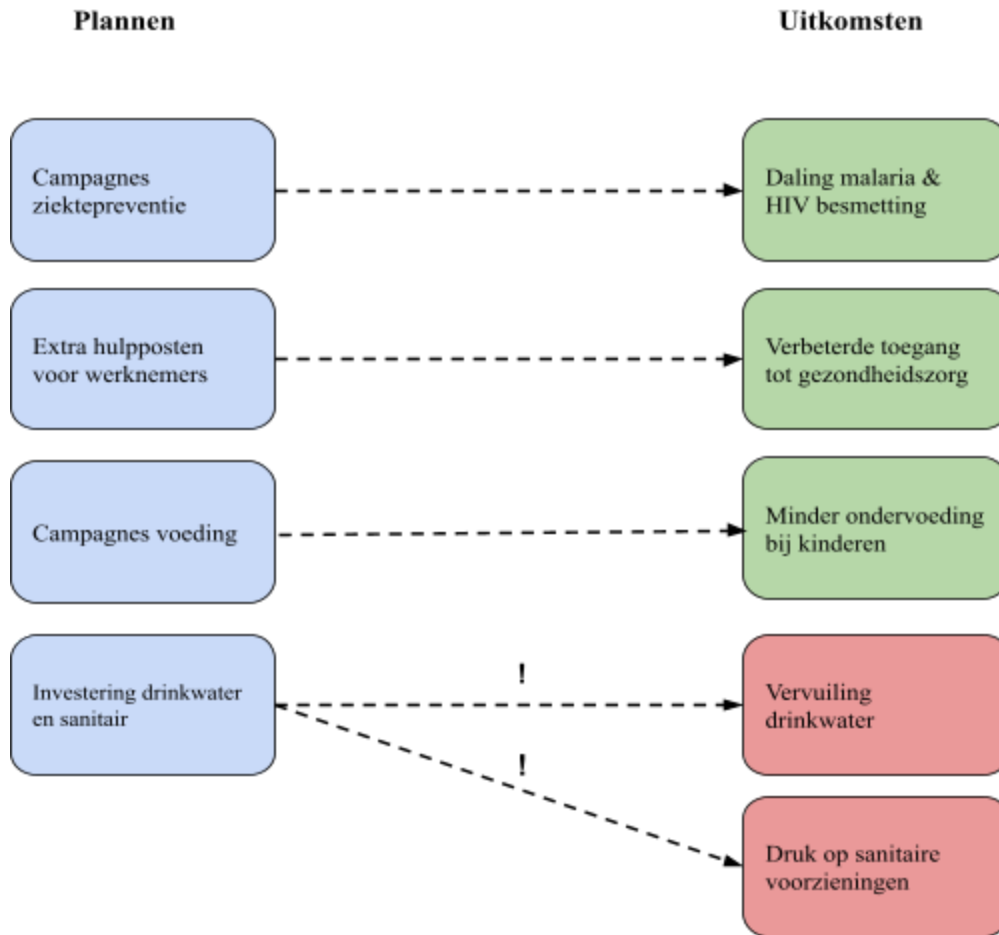 Plannen
Uitkomsten
Campagnes
ziektepreventie
Daling malaria &
HIV besmetting
Extra hulpposten
voor werknemers
Verbeterde toegang
tot gezondheidszorg
Campagnes voeding
Minder ondervoeding
bij kinderen
Investering drinkwater
en sanitair
!
Vervuiling
drinkwater
!
Druk op sanitaire
voorzieningen